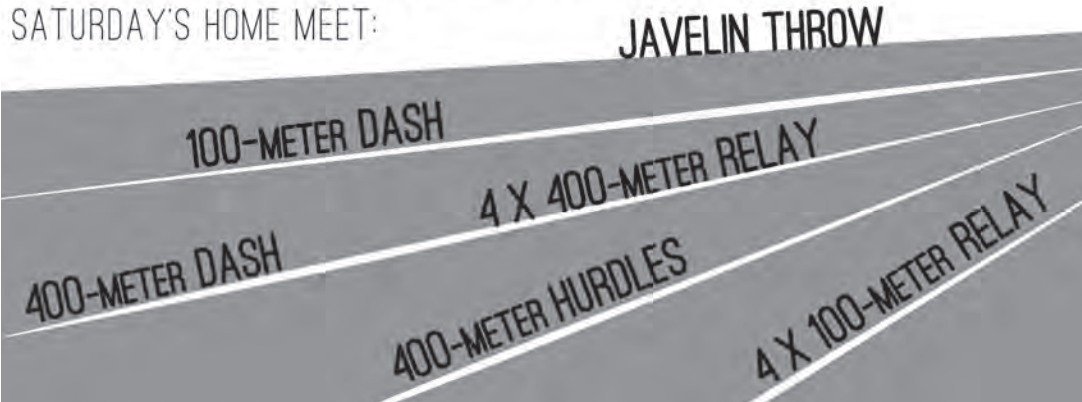 SATURDAY'S HOME MEET:
JAVELIN THROW
100-METER DASH
4 X 400-METER RELAY
400-METER DASH
400-METER HURDLES
4 X 100-METER RELAY